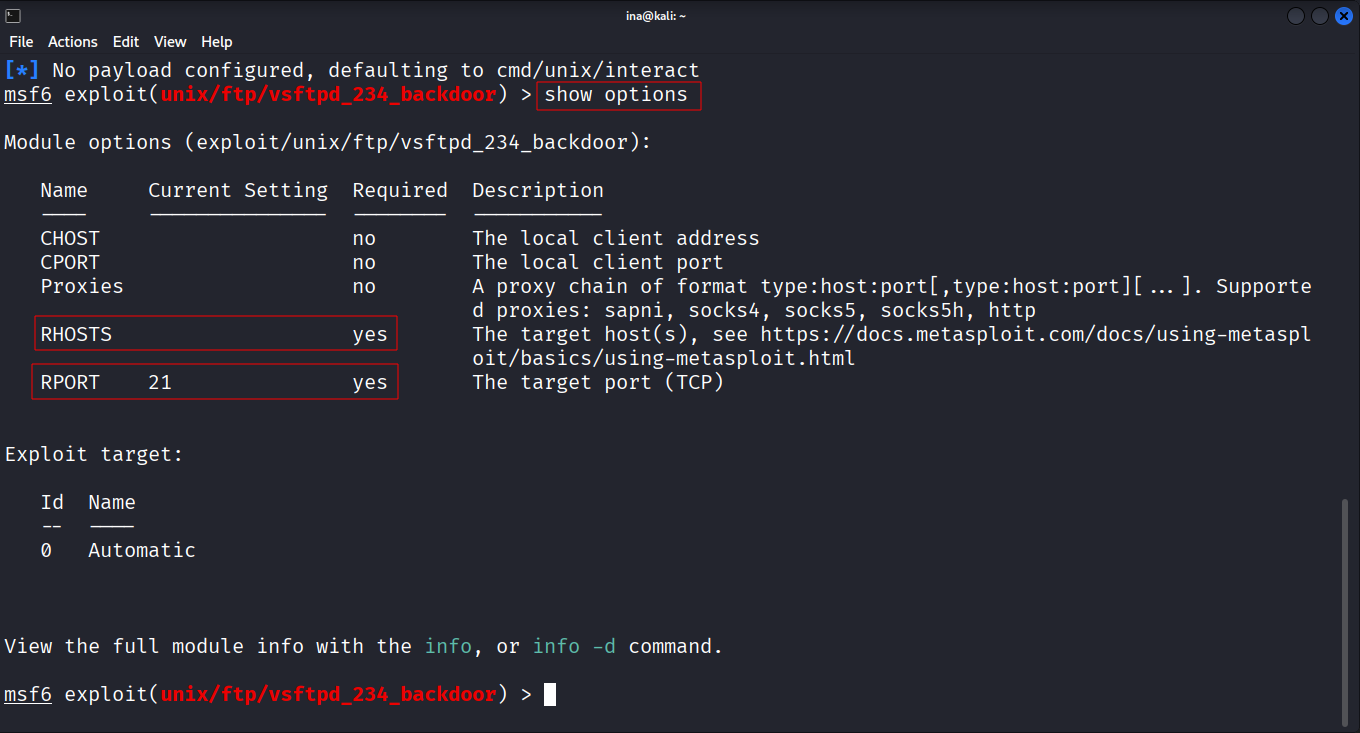 ina@kali: ~
File Actions Edit View Help
[*] No payload configured, defaulting to cmd/unix/interact
msf6 exploit(unix/ftp/vsftpd_234_backdoor) > show options
Module options (exploit/unix/ftp/vsftpd_234_backdoor):
Name Current Setting Required Description
---- --------------- -------- -----------
CHOST no The local client address
CPORT no The local client port
Proxies no A proxy chain of format type:host:port[,type:host:port][...]. Supporte
d proxies: sapni, socks4, socks5, socks5h, http
RHOSTS yes The target host(s), see https://docs.metasploit.com/docs/using-metaspl
oit/basics/using-metasploit.html
RPORT 21 yes The target port (TCP)
Exploit target:
Id Name
-- ----
0 Automatic
View the full module info with the info, or info -d command.
msf6 exploit(unix/ftp/vsftpd_234_backdoor) >